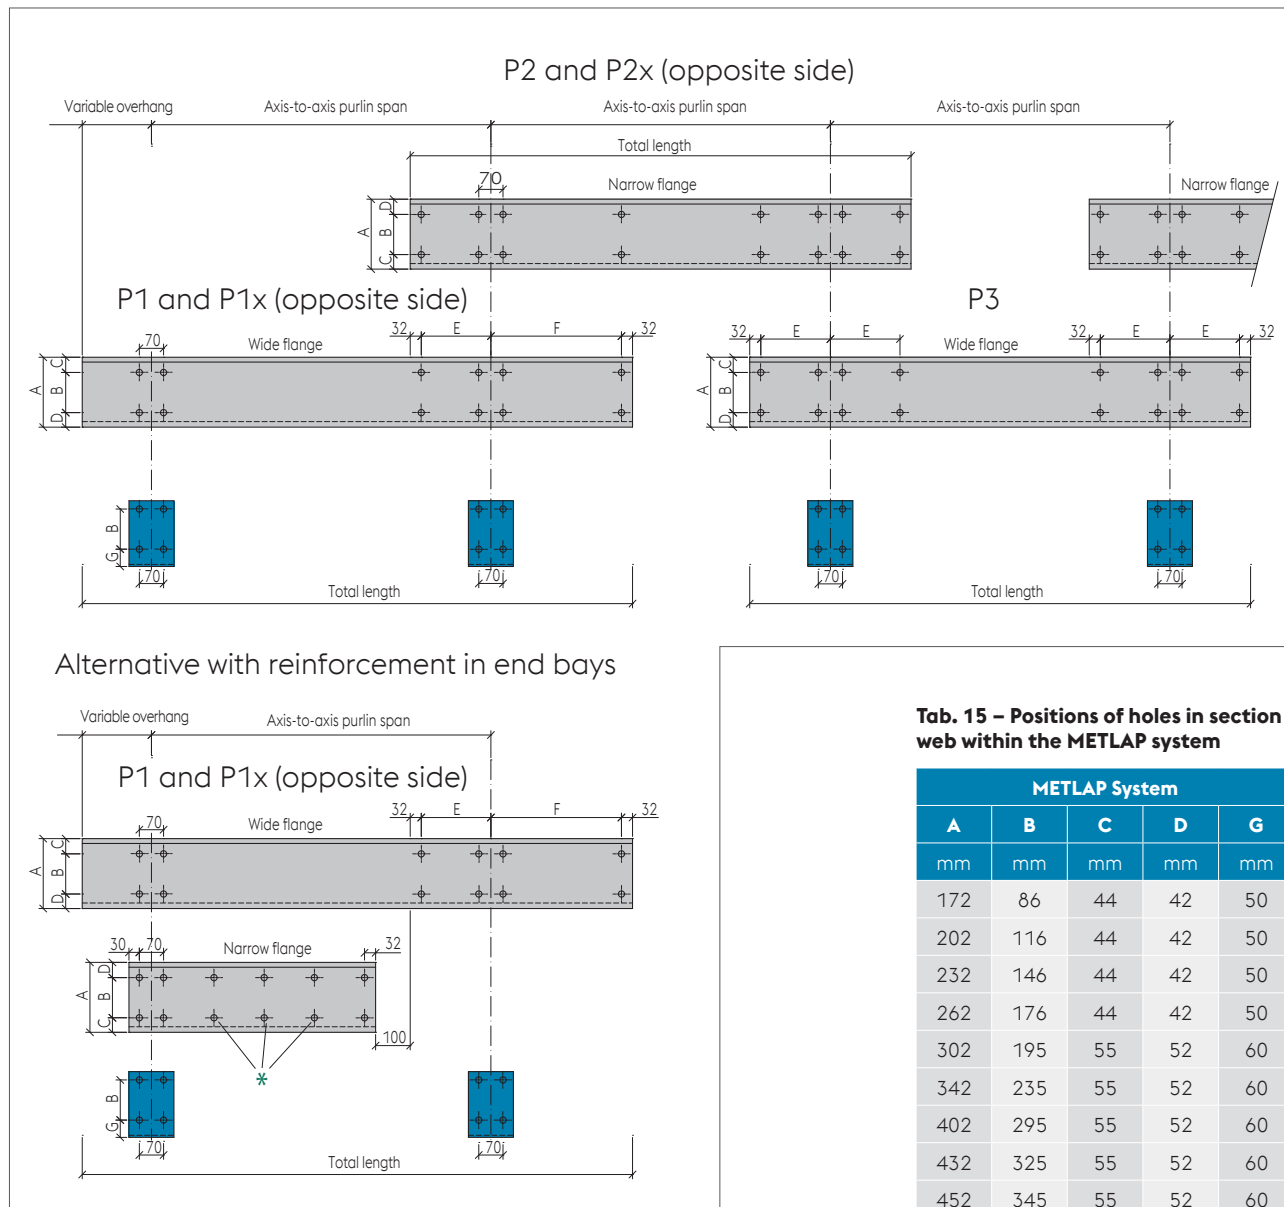 P2 and P2x (opposite side)
Variable overhang Axis-to-axis purlin span Axis-to-axis purlin span Axis-to-axis purlin span
Total length
70 Narrow flange Narrow flange
A D B C
P1 and P1x (opposite side) P3
70 Wide flange 32 E F 32
32 E E Wide flange 32 E E 32
A C B D
A C B D
B G
70 70 70 70
Total length Total length
Alternative with reinforcement in end bays
Variable overhang Axis-to-axis purlin span
P1 and P1x (opposite side)
70 Wide flange 32 E F 32
A C B D
30 70 Narrow flange 32
A D B C
100
*
B G
70 70
Total length
Tab. 15 – Positions of holes in section
web within the METLAP system
METLAP System
A B C D G
mm mm mm mm mm
172 86 44 42 50
202 116 44 42 50
232 146 44 42 50
262 176 44 42 50
302 195 55 52 60
342 235 55 52 60
402 295 55 52 60
432 325 55 52 60
452 345 55 52 60